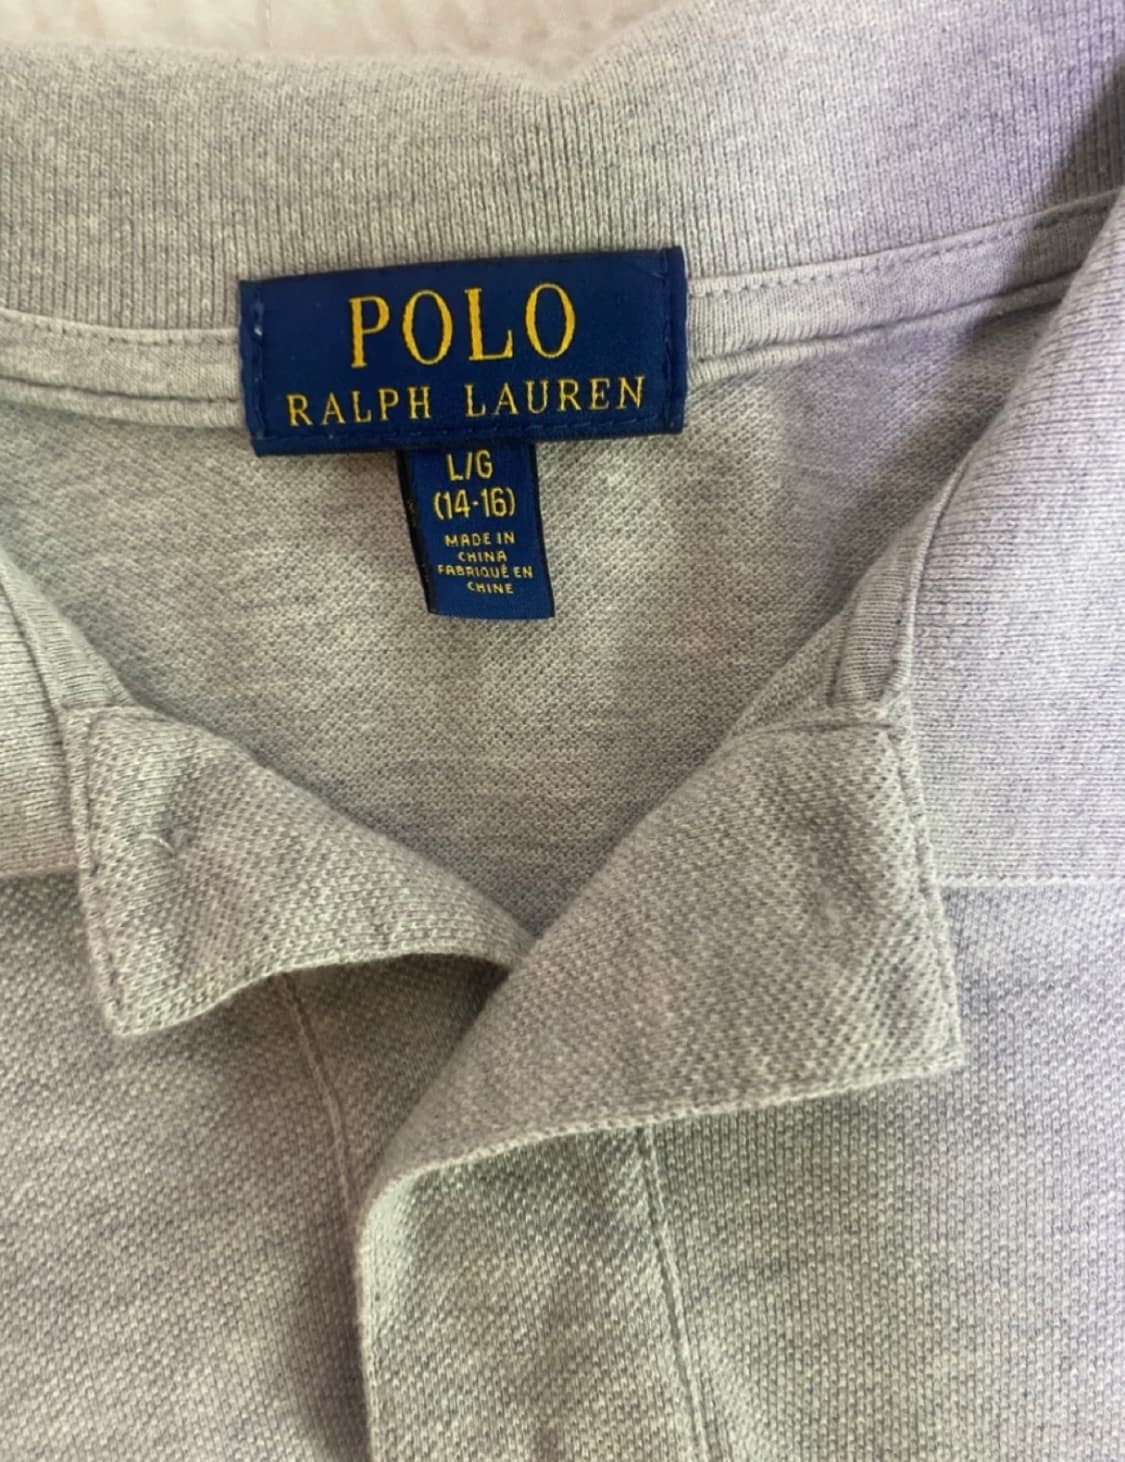 POLO
RALPH LAUREN
L/G
(14-16)
MADE IN
CHINA
FABRIQUÉ EN
CHINE